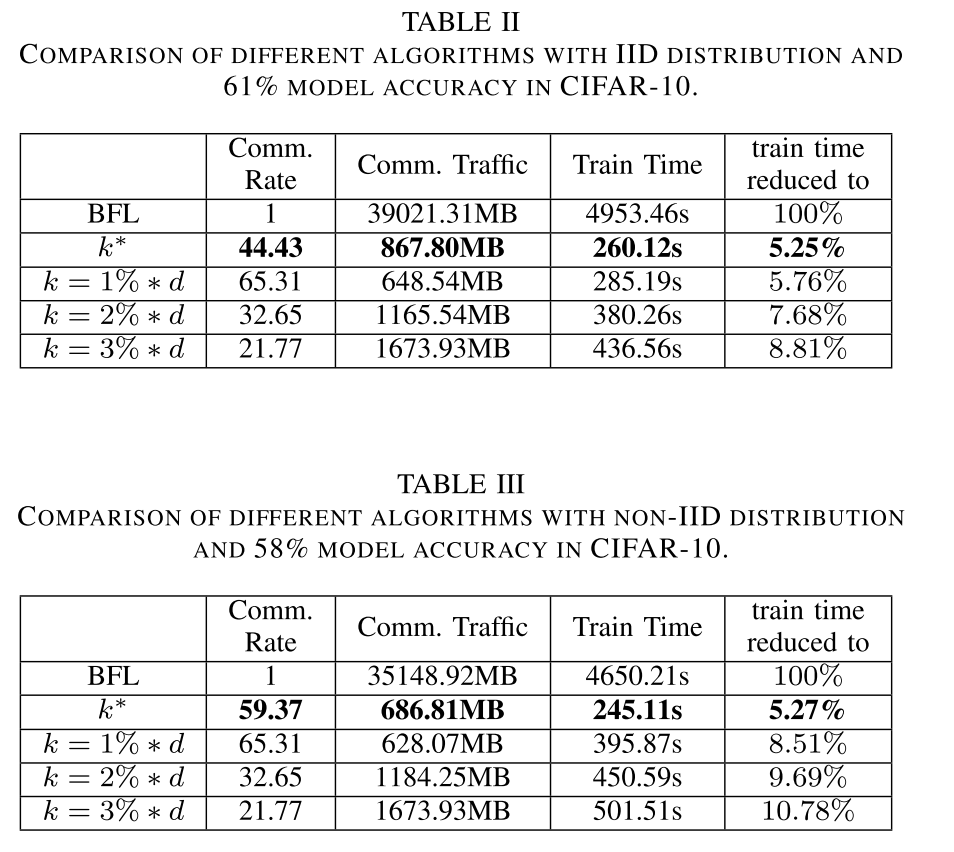 TABLE II
COMPARISON OF DIFFERENT ALGORITHMS WITH IID DISTRIBUTION AND
61% MODEL ACCURACY IN CIFAR-10.
Comm. Rate Comm. Traffic Train Time train time reduced to
BFL 1 39021.31MB 4953.46s 100%
k* 44.43 867.80MB 260.12s 5.25%
k = 1% ∗ d 65.31 648.54MB 285.19s 5.76%
k = 2% ∗ d 32.65 1165.54MB 380.26s 7.68%
k = 3% ∗ d 21.77 1673.93MB 436.56s 8.81%
TABLE III
COMPARISON OF DIFFERENT ALGORITHMS WITH NON-IID DISTRIBUTION
AND 58% MODEL ACCURACY IN CIFAR-10.
Comm. Rate Comm. Traffic Train Time train time reduced to
BFL 1 35148.92MB 4650.21s 100%
k* 59.37 686.81MB 245.11s 5.27%
k = 1% ∗ d 65.31 628.07MB 395.87s 8.51%
k = 2% ∗ d 32.65 1184.25MB 450.59s 9.69%
k = 3% ∗ d 21.77 1673.93MB 501.51s 10.78%